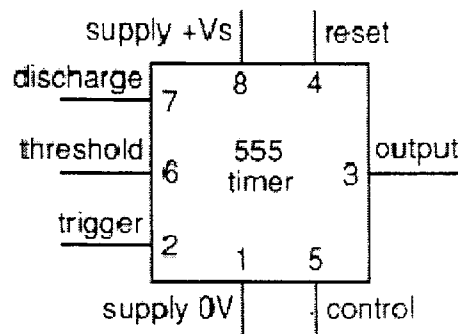 supply +Vs reset
discharge
7 8 4
threshold 555 output
6 timer 3
trigger
2 1 5
supply 0V control